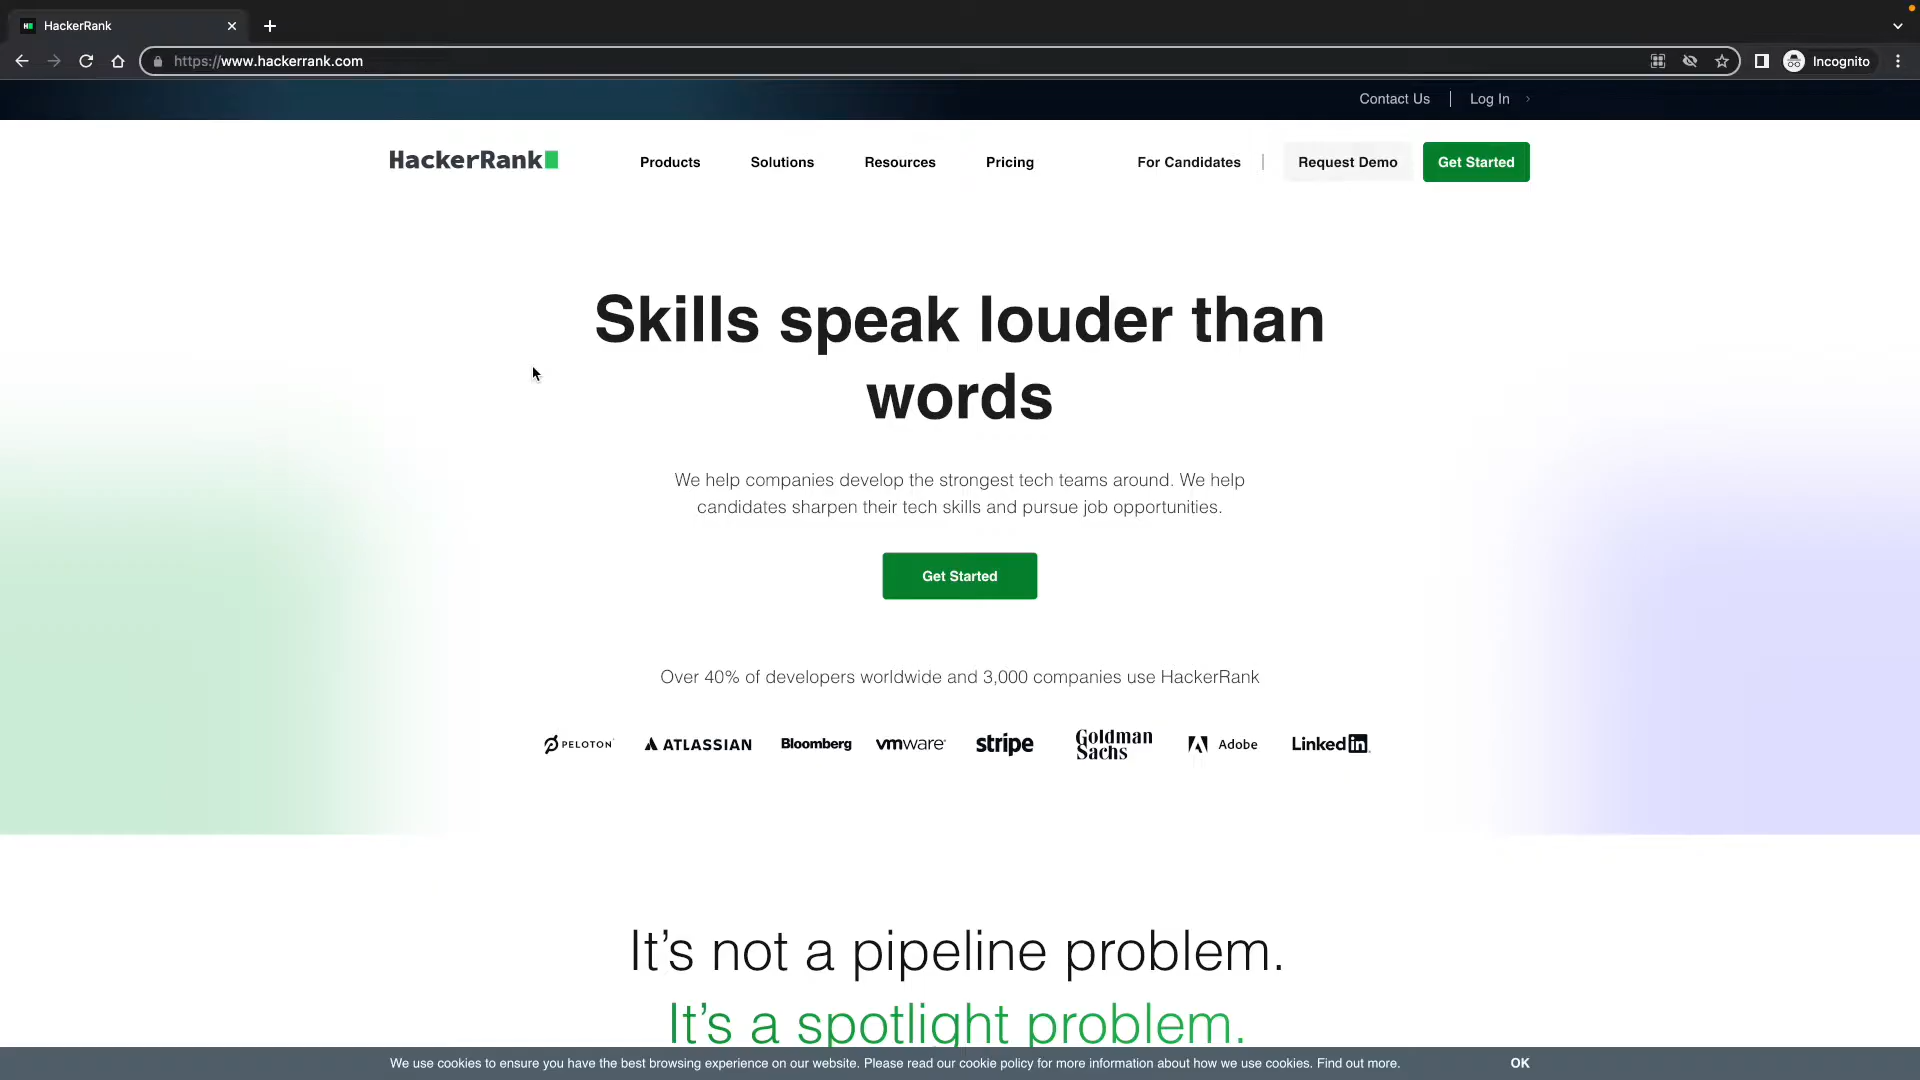 HackerRank
https://www.hackerrank.com
Incognito
Contact Us
Log In
HackerRank
Products
Solutions
Resources
Pricing
For Candidates
Request Demo
Get Started
Skills speak louder than
words
We help companies develop the strongest tech teams around. We help
candidates sharpen their tech skills and pursue job opportunities.
Get Started
Over 40% of developers worldwide and 3,000 companies use HackerRank
PELOTON
ATLASSIAN
Bloomberg
vmware
stripe
Goldman
Sachs
Adobe
Linked in
It’s not a pipeline problem.
It’s a spotlight problem.
We use cookies to ensure you have the best browsing experience on our website. Please read our cookie policy for more information about how we use cookies. Find out more.
OK